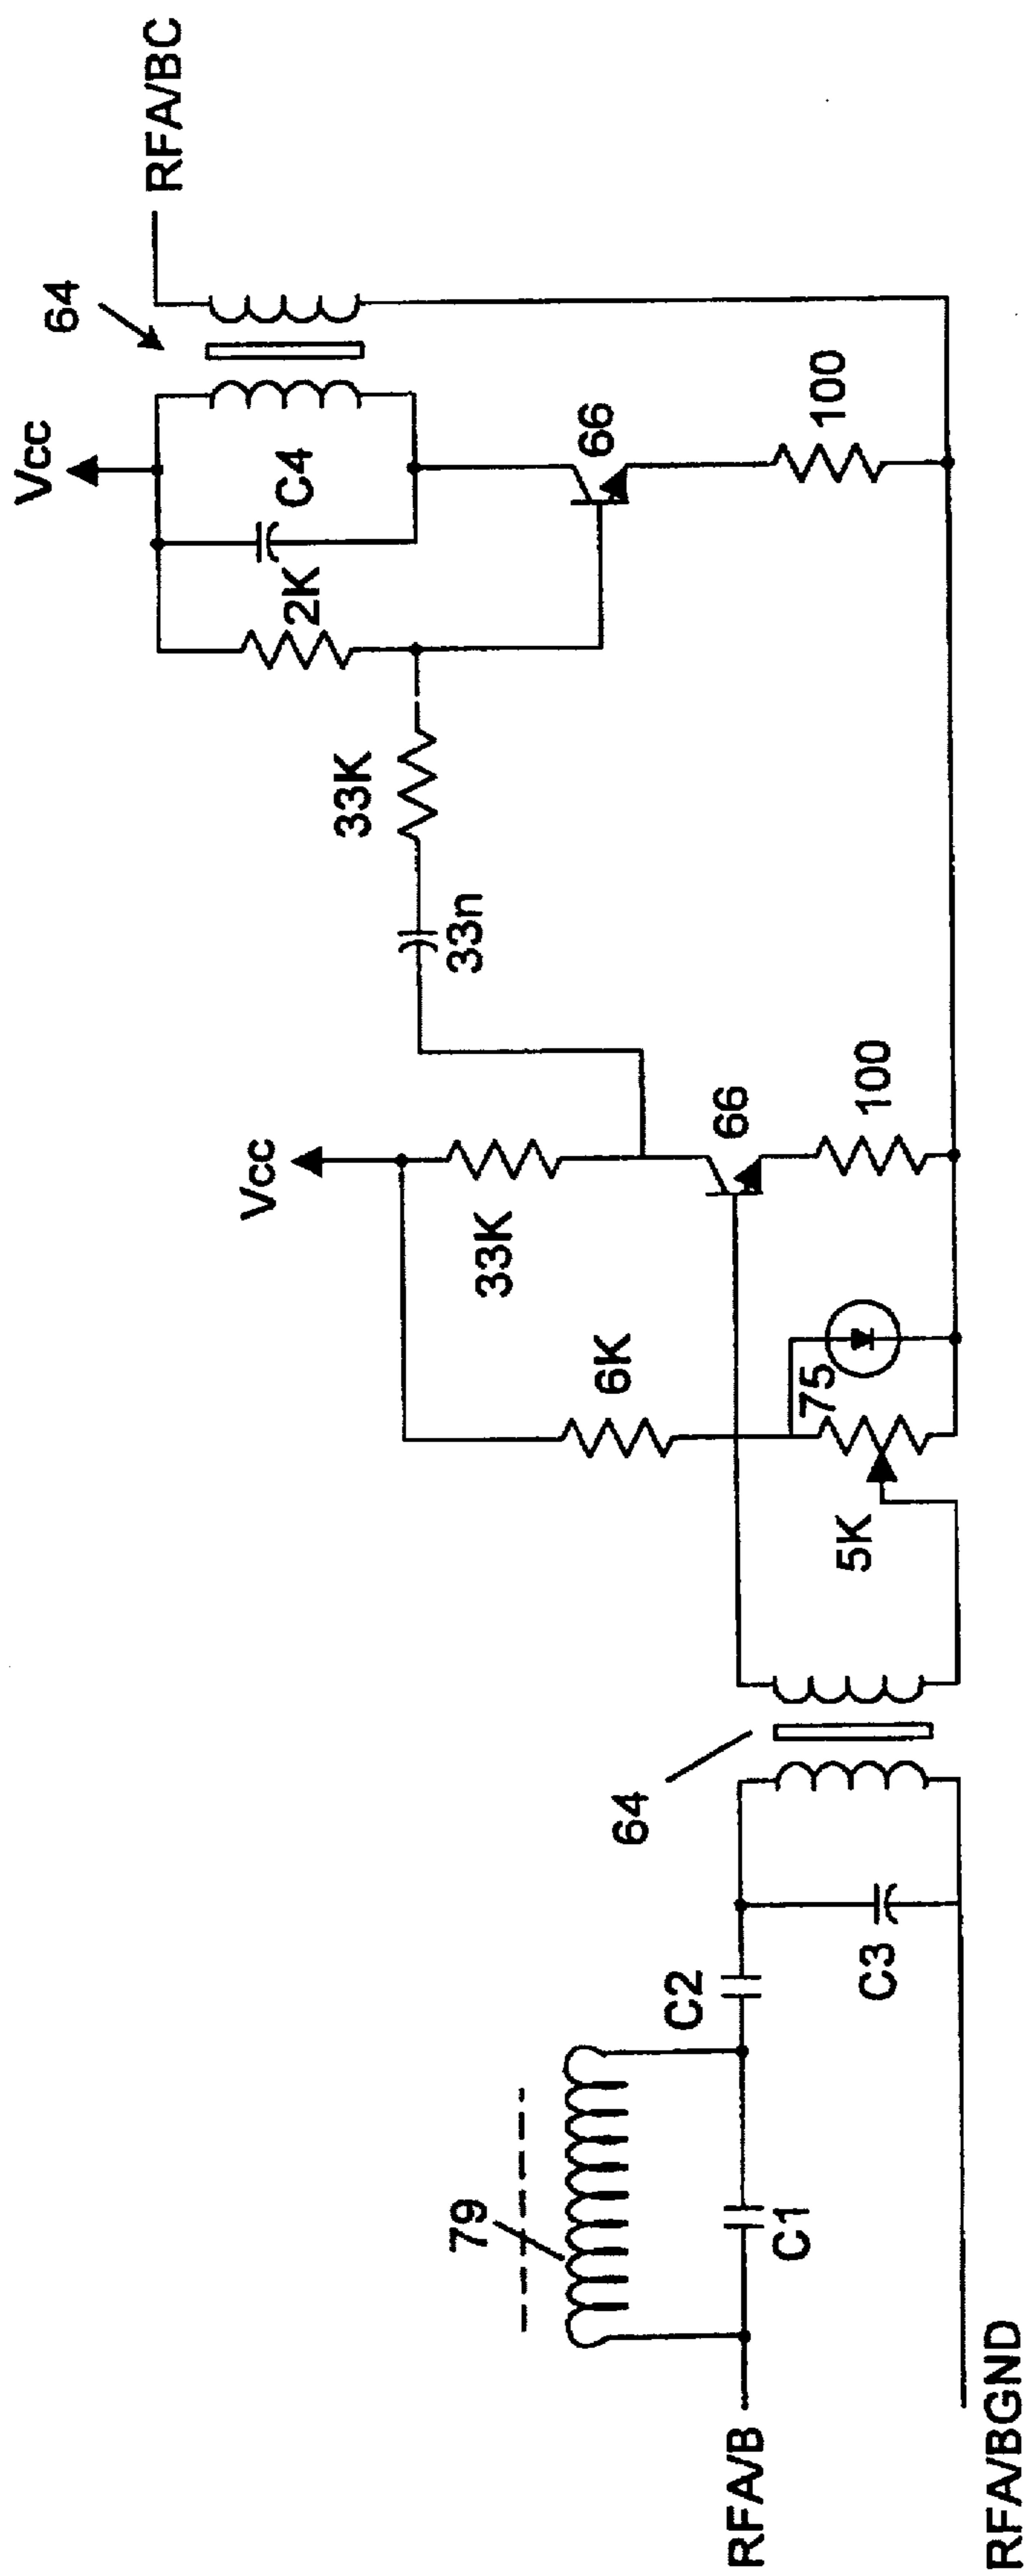 RFA/B
RFA/BGND
79
C1
C2
C3
64
5K
75
6K
33K
Vcc
66
100
33n
33K
2K
C4
Vcc
66
100
64
RFA/BC